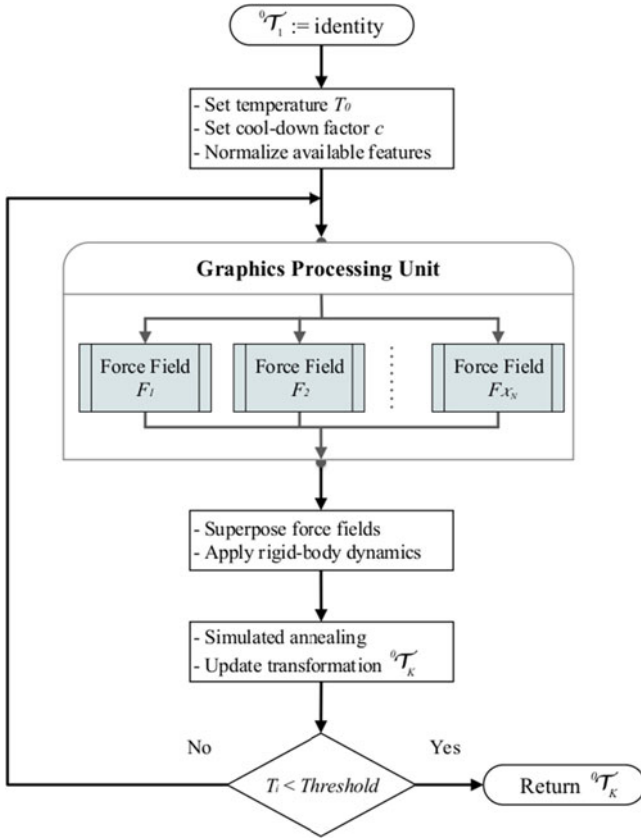 ⁰𝒯₁ := identity
- Set temperature T₀
- Set cool-down factor c
- Normalize available features
Graphics Processing Unit
Force Field
F₁
Force Field
F₂
Force Field
Fx_N
- Superpose force fields
- Apply rigid-body dynamics
- Simulated annealing
- Update transformation ⁰𝒯_K
No
Yes
Tᵢ < Threshold
Return ⁰𝒯_K